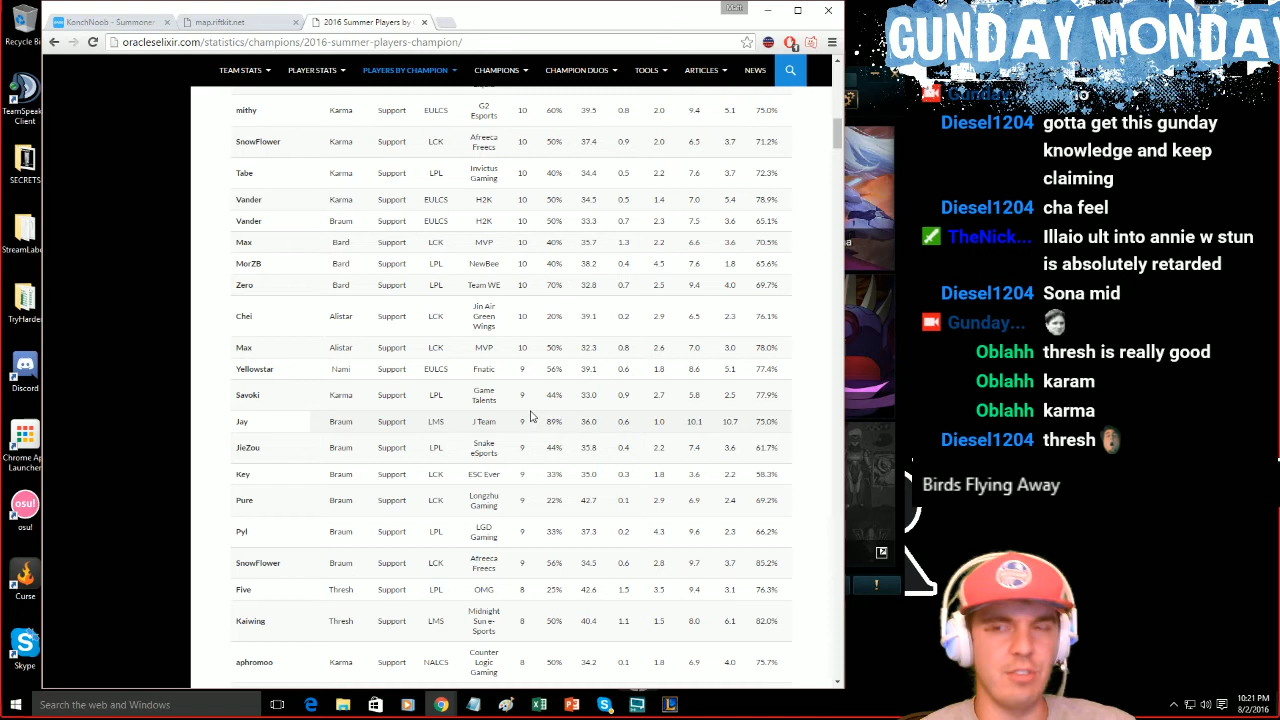 KonchNoob - Summoner
map.riftkit.net
2016 Summer Players by C
oracleselixir.com/statistics/champions/2016-summer-players-champion/
TEAM STATS PLAYER STATS PLAYERS BY CHAMPION CHAMPIONS CHAMPION DUOS TOOLS ARTICLES NEWS
mithy Karma Support EULCS G2 Esports 10 60% 39.5 0.8 2.0 9.4 5.1 75.0%
SnowFlower Karma Support LCK Afreeca Freecs 10 50% 37.4 0.9 2.0 6.5 3.7 71.2%
Tabe Karma Support LPL Invictus Gaming 10 40% 34.4 0.5 2.2 7.6 3.7 72.3%
Vander Karma Support EULCS H2K 10 50% 34.5 0.5 1.4 7.0 5.4 78.9%
Vander Braum Support EULCS H2K 10 50% 33.3 0.7 2.3 7.5 3.6 65.1%
Max Bard Support LCK MVP 10 40% 35.7 1.3 2.2 6.6 3.6 70.5%
MorZB Bard Support LPL NewBee 10 40% 38.2 0.4 4.5 7.6 1.8 65.6%
Zero Bard Support LPL Team WE 10 70% 32.8 0.7 2.5 9.4 4.0 69.7%
Chei Alistar Support LCK Jin Air Green Wings 10 20% 39.1 0.2 2.9 6.5 2.3 76.1%
Max Alistar Support LCK MVP 10 50% 32.3 0.8 2.6 7.0 3.0 78.0%
Yellowstar Nami Support EULCS Fnatic 9 56% 39.1 0.6 1.8 8.6 5.1 77.4%
Savoki Karma Support LPL Game Talents 9 44% 33.0 0.9 2.7 5.8 2.5 77.9%
Jay Braum Support LMS J Team 9 89% 36.0 0.6 1.0 10.1 10.7 75.0%
JieZou Braum Support LPL Snake eSports 9 44% 35.8 0.4 2.2 7.4 3.6 61.7%
Key Braum Support LCK ESC Ever 9 33% 35.0 0.3 1.8 3.6 2.2 58.3%
Pure Braum Support LCK Longzhu Gaming 9 22% 42.7 0.1 2.9 6.9 2.4 69.2%
Pyl Braum Support LPL LGD Gaming 9 33% 37.3 0.2 4.3 9.6 2.3 66.2%
SnowFlower Braum Support LCK Afreeca Freecs 9 56% 34.5 0.6 2.8 9.7 3.7 85.2%
Five Thresh Support LPL OMG 8 25% 42.6 1.5 3.5 9.4 3.1 76.3%
Kaiwing Thresh Support LMS Midnight Sun e-Sports 8 50% 40.4 1.1 1.5 8.0 6.1 82.0%
aphromoo Karma Support NALCS Counter Logic Gaming 8 50% 34.2 0.1 1.8 6.9 4.0 75.7%
Recycle Bin
TeamSpeak Client
SECRETS
StreamLabe
TryHarder
Discord
Chrome App Launcher
osu!
osu!
Curse
Skype
Search the web and Windows
10:21 PM
8/2/2016
GUNDAY MONDA
Diesel1204 gotta get this gunday
knowledge and keep
claiming
Diesel1204 cha feel
TheNick... Illaio ult into annie w stun
is absolutely retarded
Diesel1204 Sona mid
Gunday...
Oblahh thresh is really good
Oblahh karam
Oblahh karma
Diesel1204 thresh
Birds Flying Away